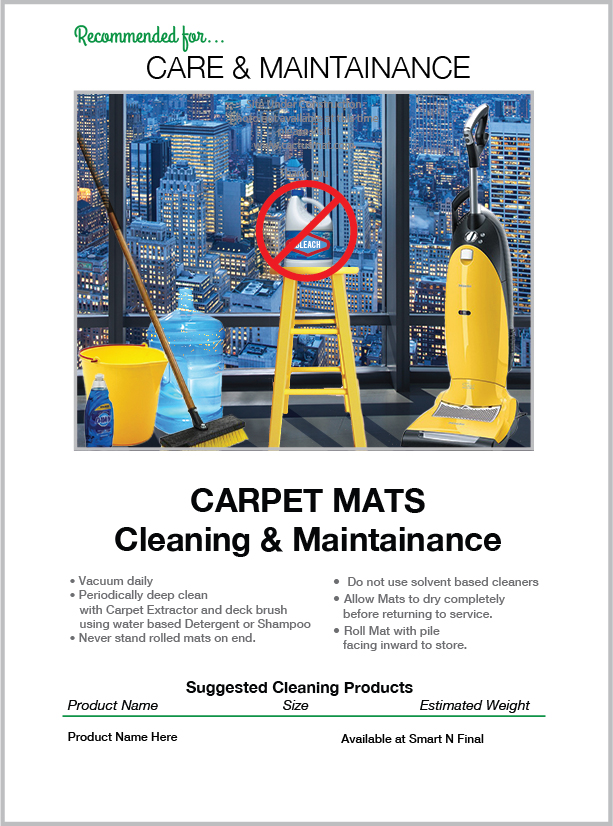 Recommended for...
CARE & MAINTAINANCE
BLEACH
CARPET MATS
Cleaning & Maintainance
• Vacuum daily
• Periodically deep clean
with Carpet Extractor and deck brush
using water based Detergent or Shampoo
• Never stand rolled mats on end.
• Do not use solvent based cleaners
• Allow Mats to dry completely
before returning to service.
• Roll Mat with pile
facing inward to store.
Suggested Cleaning Products
Product Name Size Estimated Weight
Product Name Here Available at Smart N Final